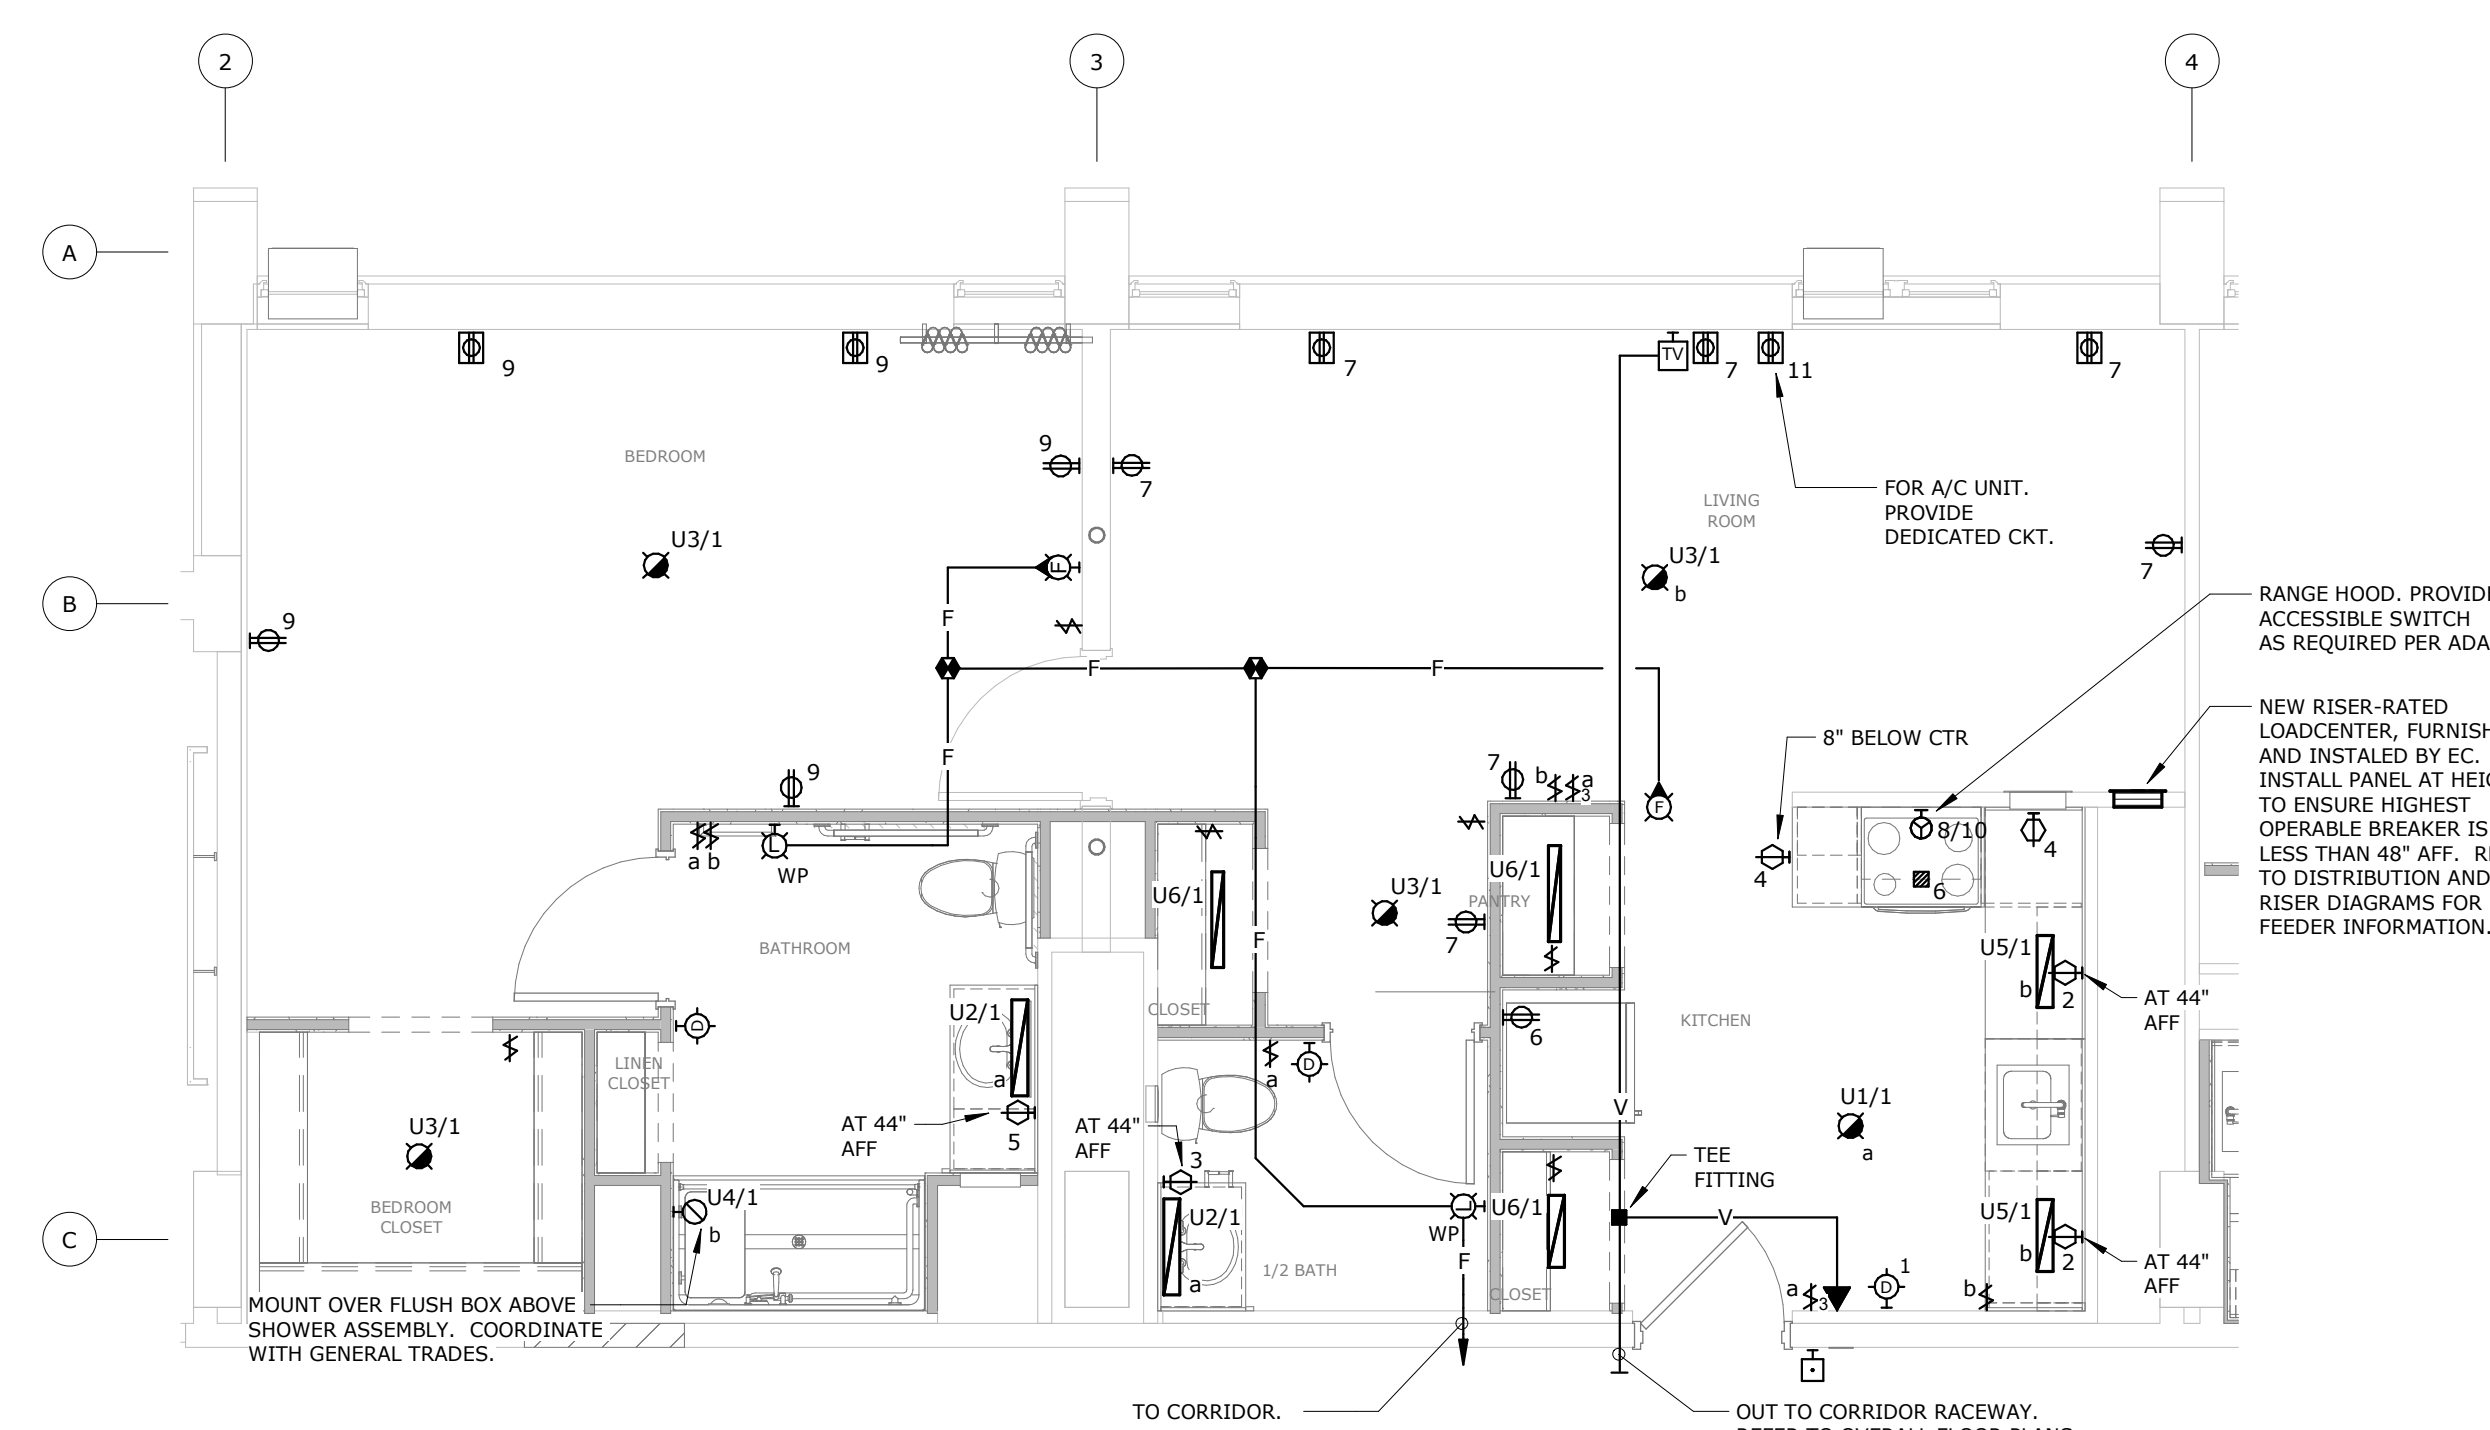 2
3
4
A
B
C
9
9
7
TV
7
11
7
BEDROOM
9
7
LIVING
ROOM
FOR A/C UNIT.
PROVIDE
DEDICATED CKT.
U3/1
U3/1
b
F
7
9
F
F
F
F
RANGE HOOD. PROVIDE
ACCESSIBLE SWITCH
AS REQUIRED PER ADA
NEW RISER-RATED
LOADCENTER, FURNISH
AND INSTALED BY EC.
INSTALL PANEL AT
TO ENSURE HIGHEST
OPERABLE BREAKER IS
LESS THAN 48" AFF.
TO DISTRIBUTION AND
RISER DIAGRAMS FOR
FEEDER INFORMATION.
8" BELOW CTR
9
7
b
a
3
F
a b
L
WP
8/10
4
4
6
U6/1
U3/1
U6/1
PANTRY
7
F
BATHROOM
U5/1
b
2
AT 44"
AFF
U2/1
a
CLOSET
6
KITCHEN
D
LINEN
CLOSET
a
D
V
U1/1
a
AT 44"
AFF
5
AT 44"
AFF
3
U3/1
BEDROOM
CLOSET
U4/1
b
U2/1
a
L
WP
F
U6/1
TEE
FITTING
V
U5/1
b
2
AT 44"
AFF
1/2 BATH
CLOSET
a
3
D
1
b
MOUNT OVER FLUSH BOX ABOVE
SHOWER ASSEMBLY. COORDINATE
WITH GENERAL TRADES.
TO CORRIDOR.
OUT TO CORRIDOR RACEWAY.
REFER TO OVERALL FLOOR PLANS